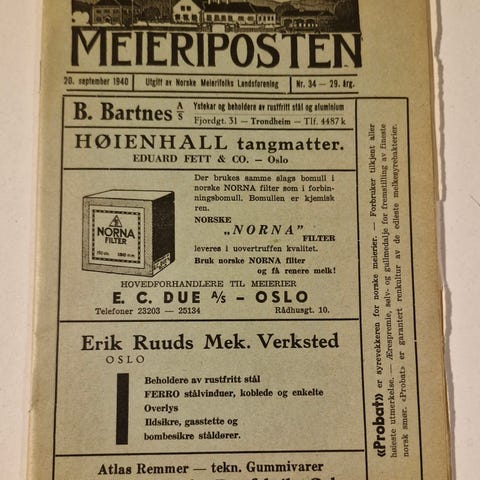 MEIERIPOSTEN
20. september 1940
Utgitt av Norske Meierifolks Landsforening
Nr. 34 — 29. årg.
B. Bartnes A/S
Ystekar og beholdere av rustfritt stål og aluminium
Fjordgt. 31 — Trondheim — Tlf. 4487 k
HØIENHALL tangmatter.
EDUARD FETT & CO. — Oslo
NORNA
FILTER
Der brukes samme slags bomull i
norske NORNA filter som i forbin-
ningsbomull. Bomullen er kjemisk
ren.
NORSKE
„NORNA”
FILTER
leveres i uovertruffen kvalitet.
Bruk norske NORNA filter
og få renere melk!
HOVEDFORHANDLERE TIL MEIERIER
E. C. DUE A/S — OSLO
Telefoner 23203 — 25134
Rådhusgt. 10.
Erik Ruuds Mek. Verksted
OSLO
Beholdere av rustfritt stål
FERRO stålvinduer, koblede og enkelte
Overlys
Ildsikre, gasstette og
bombesikre ståldører.
Atlas Remmer — tekn. Gummivarer
«Probat» er syrevekkeren for norske meierier. — Forbruker tilkjent aller
høieste utmerkelse. — Ærespremie, sølv- og gullmedalje for fremstilling av fineste
norsk smør. «Probat» er garantert renkultur av de edleste melkesyrebakterier.